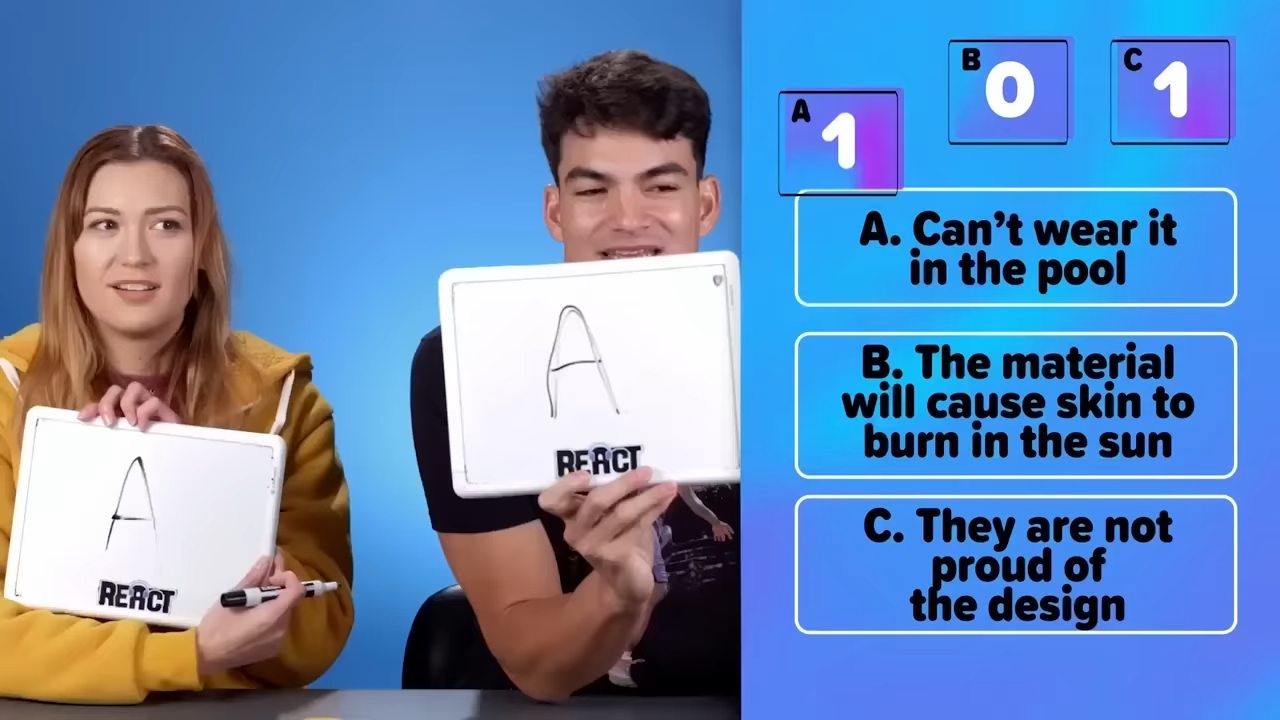 A
REACT
A
REACT
A
1
B
0
C
1
A. Can't wear it
in the pool
B. The material
will cause skin to
burn in the sun
C. They are not
proud of
the design